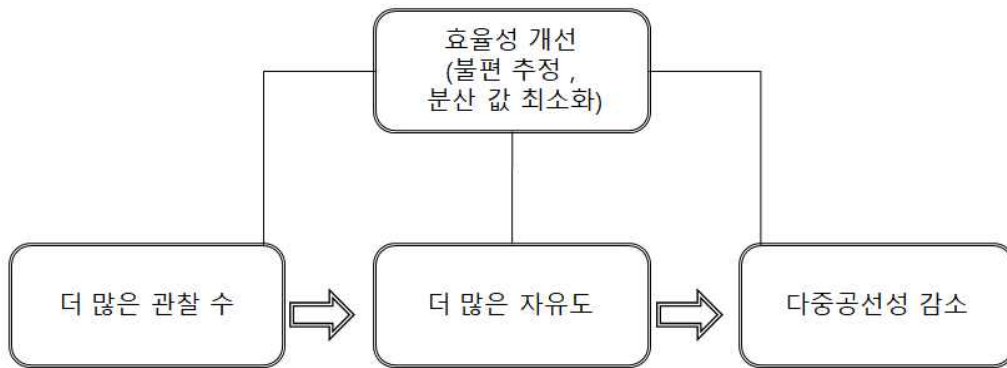 효율성 개선
(불편 추정 ,
분산 값 최소화)
더 많은 관찰 수
더 많은 자유도
다중공선성 감소